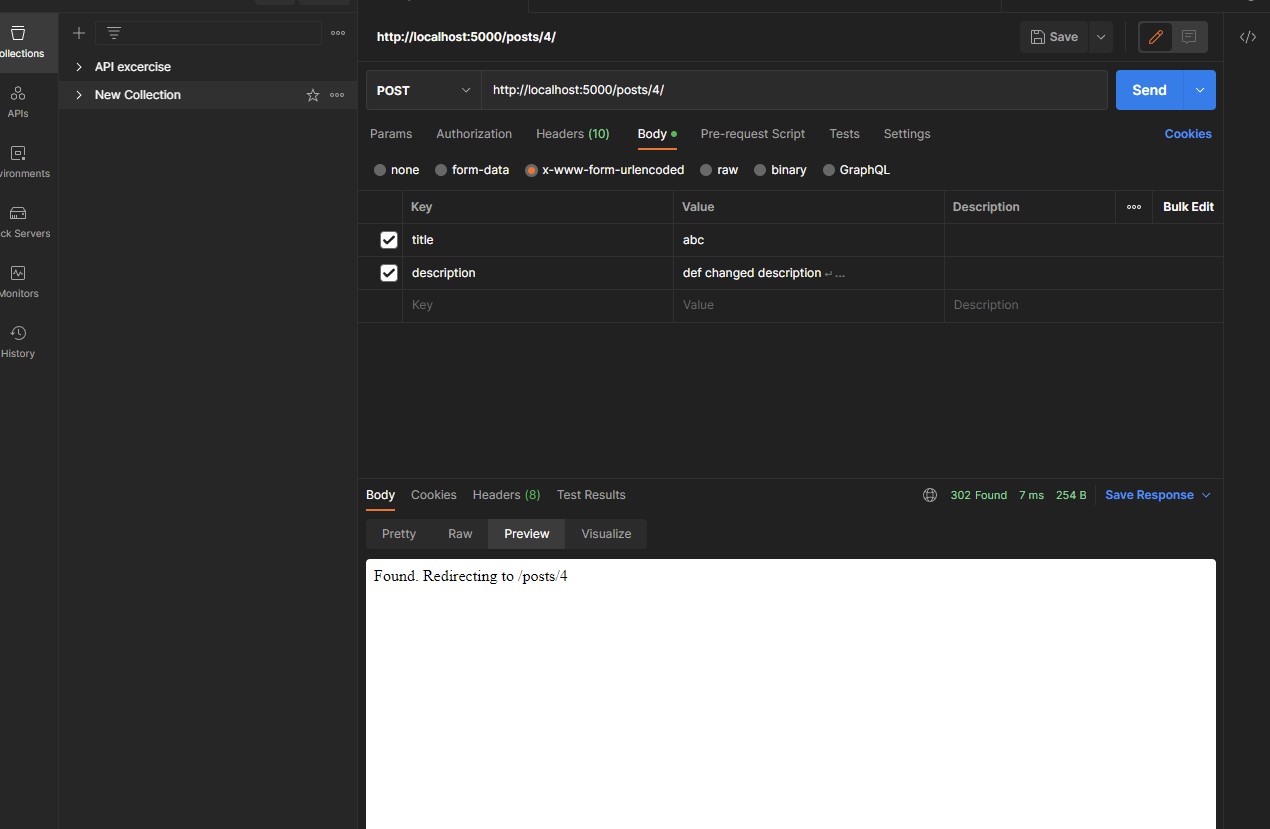 http://localhost:5000/posts/4/
Save
ollections
API excercise
New Collection
POST
http://localhost:5000/posts/4/
Send
APIs
Params Authorization Headers (10) Body Pre-request Script Tests Settings Cookies
vironments
none form-data x-www-form-urlencoded raw binary GraphQL
Key Value Description Bulk Edit
ck Servers
title abc
description def changed description ↵ ...
Monitors
Key Value Description
History
Body Cookies Headers (8) Test Results 302 Found 7 ms 254 B Save Response
Pretty Raw Preview Visualize
Found. Redirecting to /posts/4